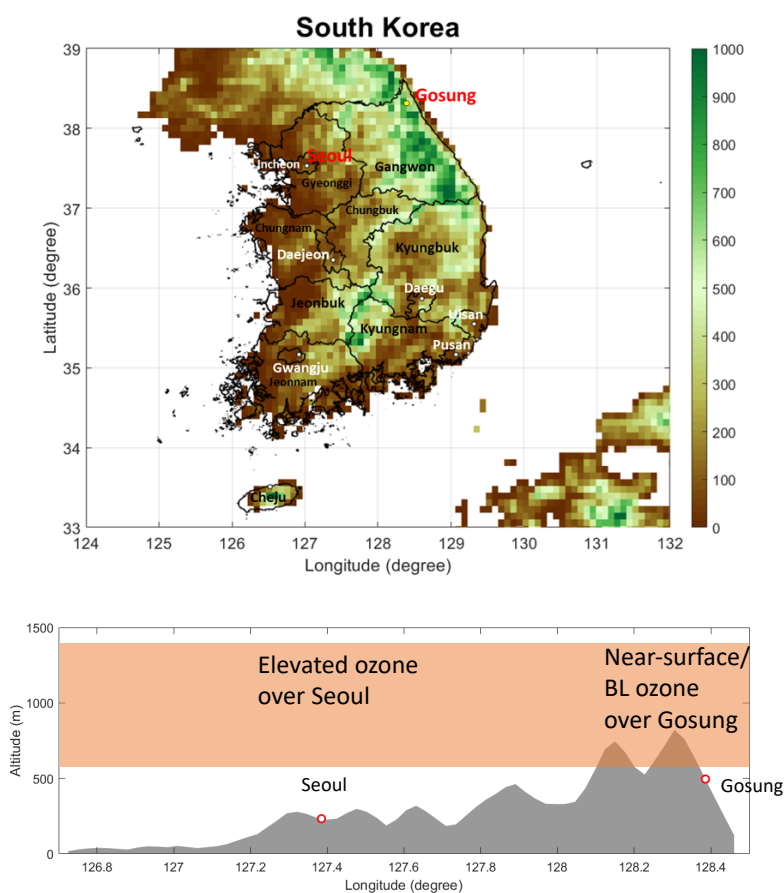 South Korea
39
38
37
36
35
34
33
Latitude (degree)
Gosung
Seoul
Incheon
Gyeonggi
Gangwon
Chungbuk
Chungnam
Kyungbuk
Daejeon
Daegu
Jeonbuk
Ulsan
Kyungnam
Pusan
Gwangju
Jeonnam
Cheju
124 125 126 127 128 129 130 131 132
Longitude (degree)
1000
900
800
700
600
500
400
300
200
100
0
1500
1000
500
0
Altitude (m)
Elevated ozone
over Seoul
Near-surface/
BL ozone
over Gosung
Seoul
Gosung
126.8 127 127.2 127.4 127.6 127.8 128 128.2 128.4
Longitude (degree)